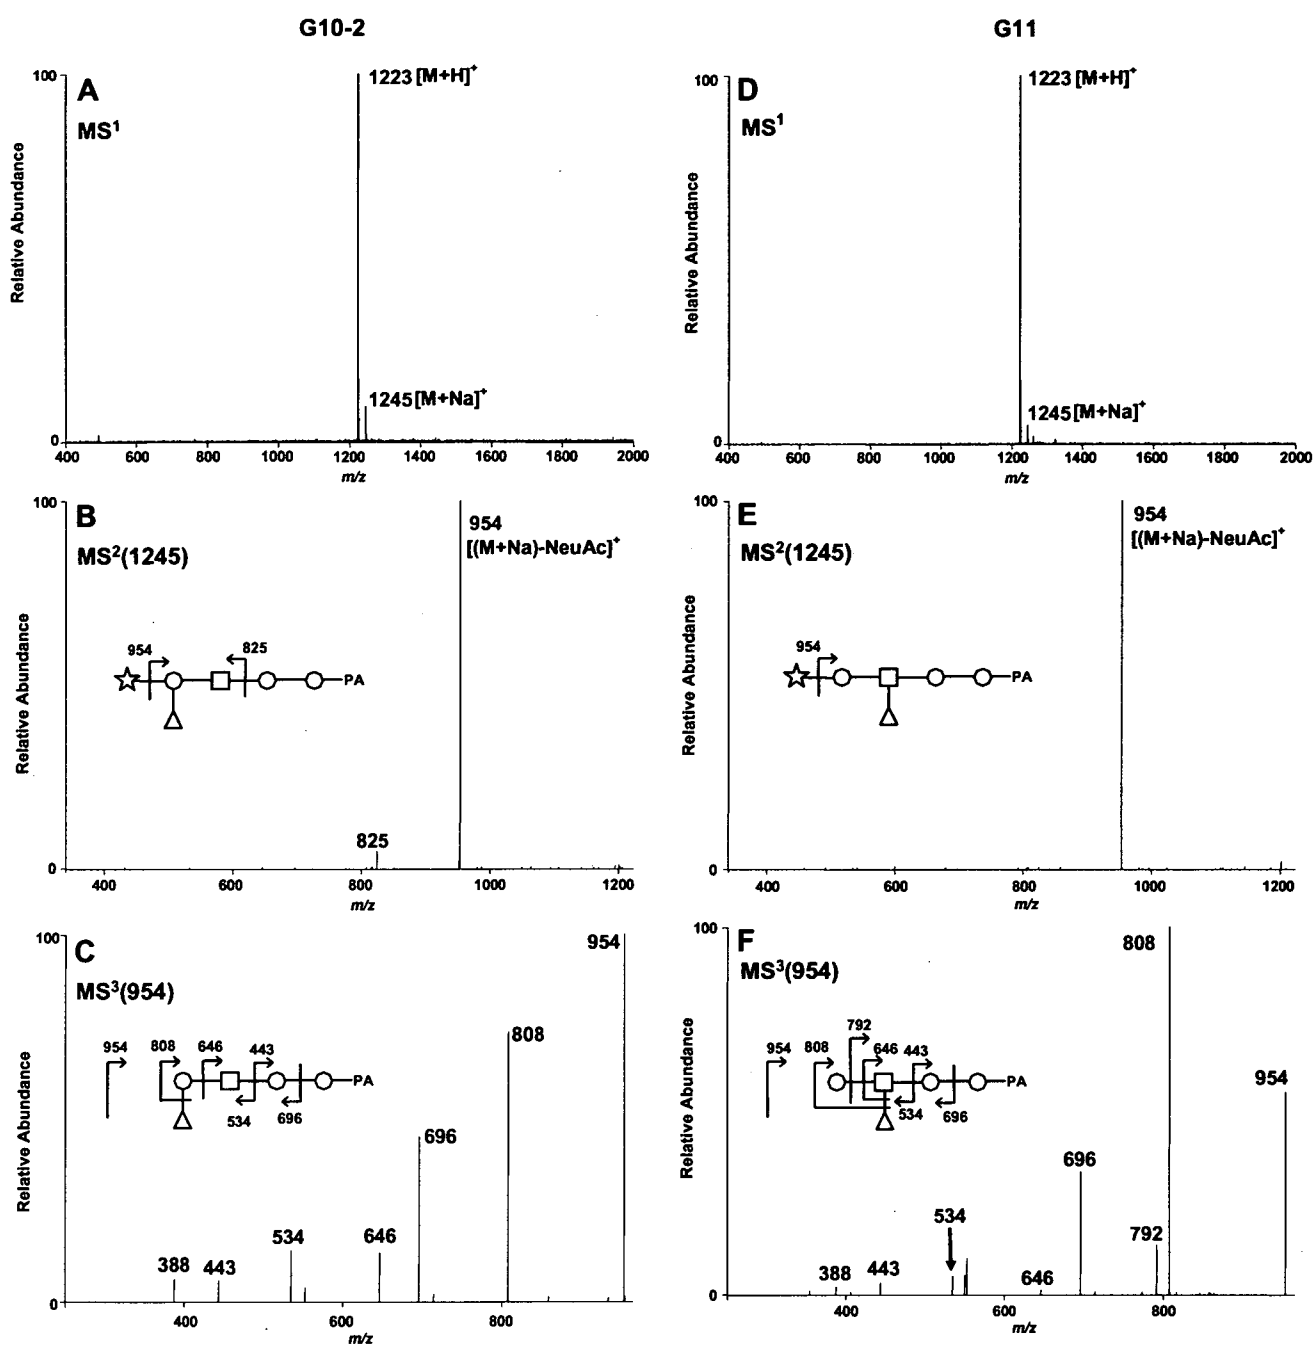 G10-2
G11
A
MS¹
1223 [M+H]⁺
1245 [M+Na]⁺
Relative Abundance
100
0
400 600 800 1000 1200 1400 1600 1800 2000
m/z
D
MS¹
1223 [M+H]⁺
1245 [M+Na]⁺
Relative Abundance
100
0
400 600 800 1000 1200 1400 1600 1800 2000
m/z
B
MS²(1245)
954
[(M+Na)-NeuAc]⁺
954
825
PA
825
Relative Abundance
100
0
400 600 800 1000 1200
m/z
E
MS²(1245)
954
[(M+Na)-NeuAc]⁺
954
PA
Relative Abundance
100
0
400 600 800 1000 1200
m/z
C
MS³(954)
954
808
954 808 646 443
PA
534 696
696
534
646
388
443
Relative Abundance
100
0
400 600 800
m/z
F
MS³(954)
808
954
792
954 808 646 443
PA
534 696
696
534
792
388
443
646
Relative Abundance
100
0
400 600 800
m/z